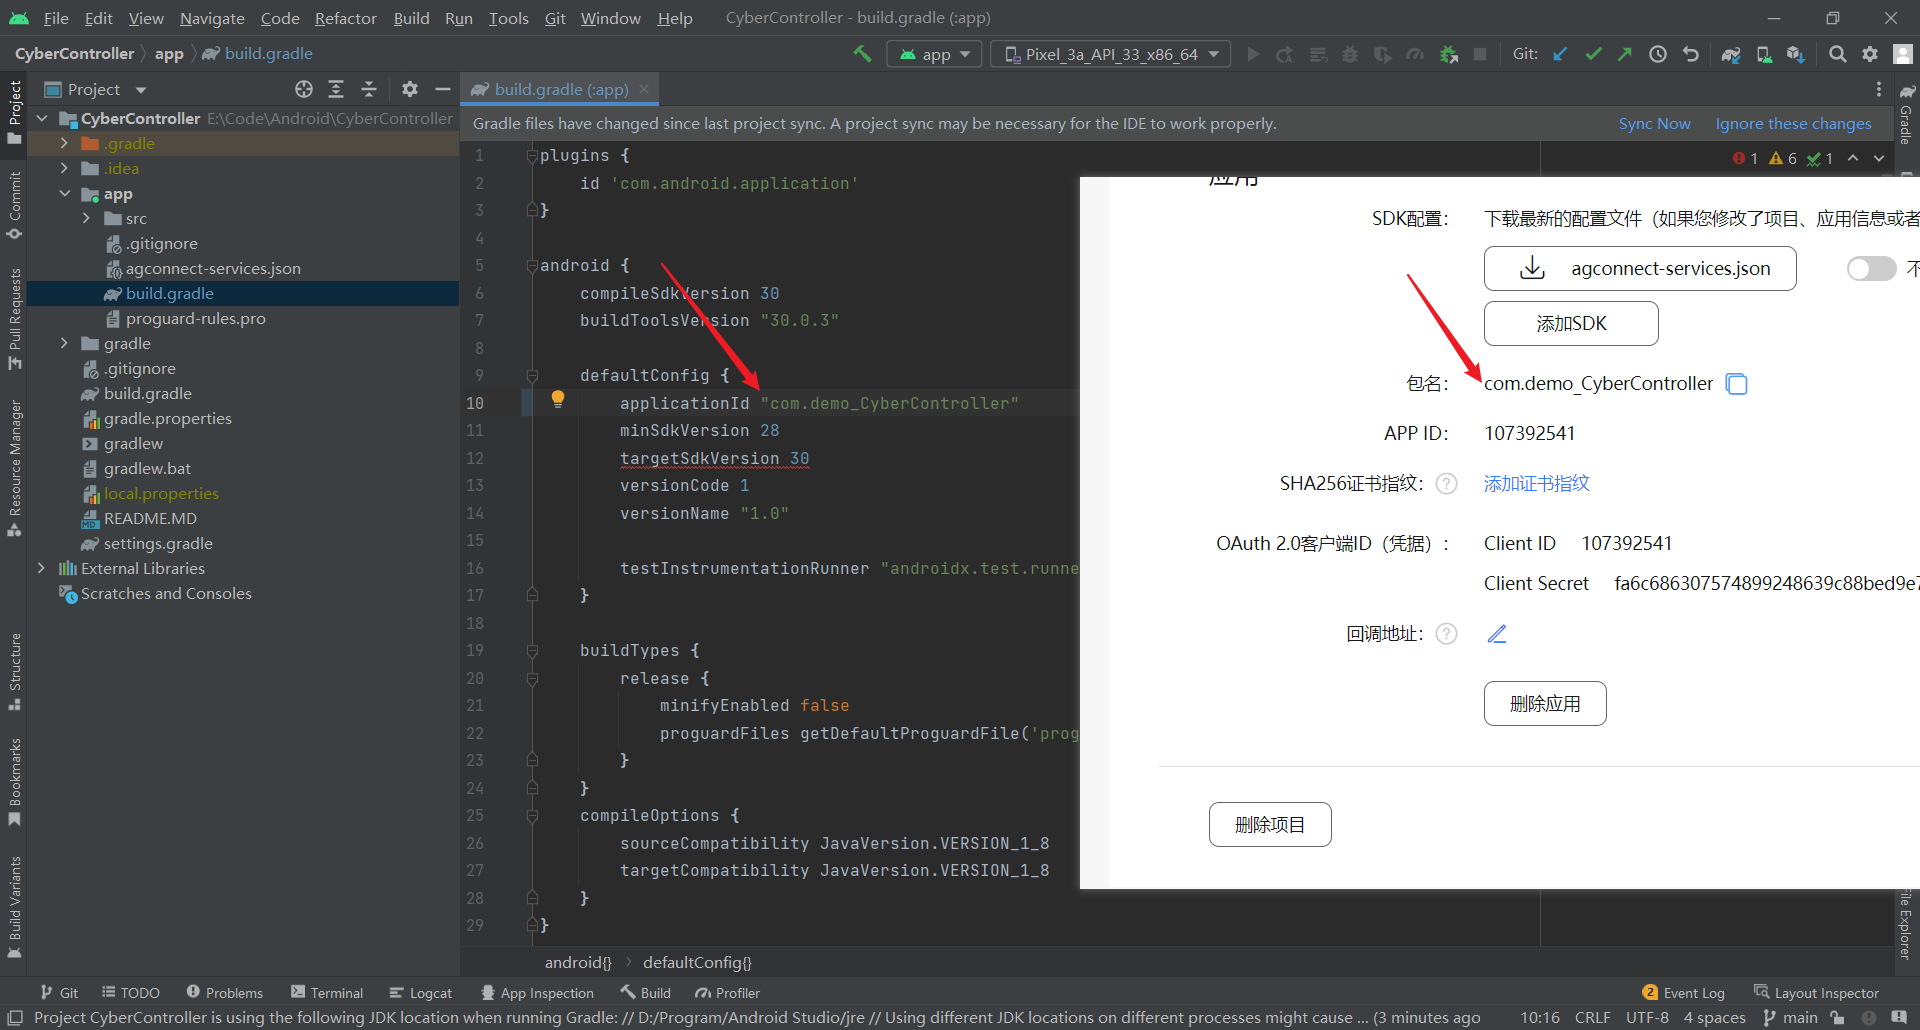 File Edit View Navigate Code Refactor Build Run Tools Git Window Help CyberController - build.gradle (:app)
CyberController app build.gradle
app Pixel_3a_API_33_x86_64 Git:
Project
build.gradle (:app)
CyberController E:\Code\Android\CyberController
.gradle
.idea
app
src
.gitignore
agconnect-services.json
build.gradle
proguard-rules.pro
gradle
.gitignore
build.gradle
gradle.properties
gradlew
gradlew.bat
local.properties
README.MD
settings.gradle
External Libraries
Scratches and Consoles
Project
Commit
Pull Requests
Resource Manager
Structure
Bookmarks
Build Variants
Gradle files have changed since last project sync. A project sync may be necessary for the IDE to work properly. Sync Now Ignore these changes
1 6 1
1 plugins {
2 id 'com.android.application'
3 }
4
5 android {
6 compileSdkVersion 30
7 buildToolsVersion "30.0.3"
8
9 defaultConfig {
10 applicationId "com.demo_CyberController"
11 minSdkVersion 28
12 targetSdkVersion 30
13 versionCode 1
14 versionName "1.0"
15
16 testInstrumentationRunner "androidx.test.runne
17 }
18
19 buildTypes {
20 release {
21 minifyEnabled false
22 proguardFiles getDefaultProguardFile('prog
23 }
24 }
25 compileOptions {
26 sourceCompatibility JavaVersion.VERSION_1_8
27 targetCompatibility JavaVersion.VERSION_1_8
28 }
29 }
android{} defaultConfig{}
应用
SDK配置: 下载最新的配置文件（如果您修改了项目、应用信息或者
agconnect-services.json 不
添加SDK
包名: com.demo_CyberController
APP ID: 107392541
SHA256证书指纹: ? 添加证书指纹
OAuth 2.0客户端ID（凭据）: Client ID 107392541
Client Secret fa6c686307574899248639c88bed9e7
回调地址: ?
删除应用
删除项目
Gradle
File Explorer
Git TODO Problems Terminal Logcat App Inspection Build Profiler 2 Event Log Layout Inspector
Project CyberController is using the following JDK location when running Gradle: // D:/Program/Android Studio/jre // Using different JDK locations on different processes might cause ... (3 minutes ago 10:16 CRLF UTF-8 4 spaces main